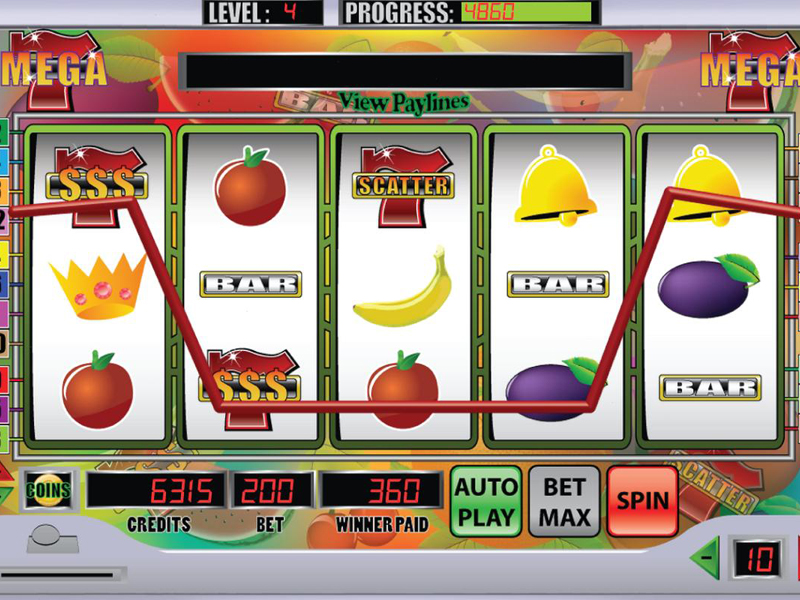 LEVEL: 4 PROGRESS: 4860
MEGA MEGA
View Paylines
$$$ SCATTER
BAR BAR
$$$ BAR
COINS 6315 200 360 AUTO PLAY BET MAX SPIN
CREDITS BET WINNER PAID
SCATTER
- 10